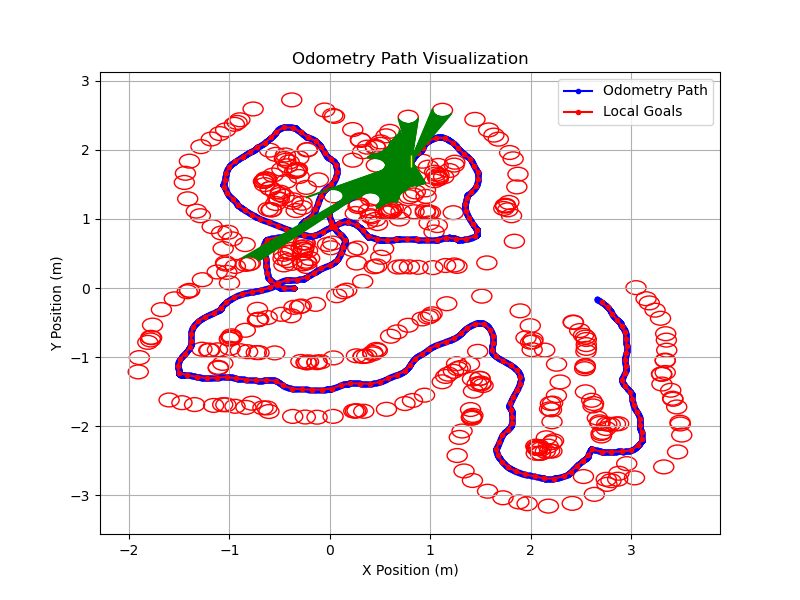 Odometry Path Visualization
Odometry Path
Local Goals
3
2
1
0
−1
−2
−3
Y Position (m)
−2
−1
0
1
2
3
X Position (m)